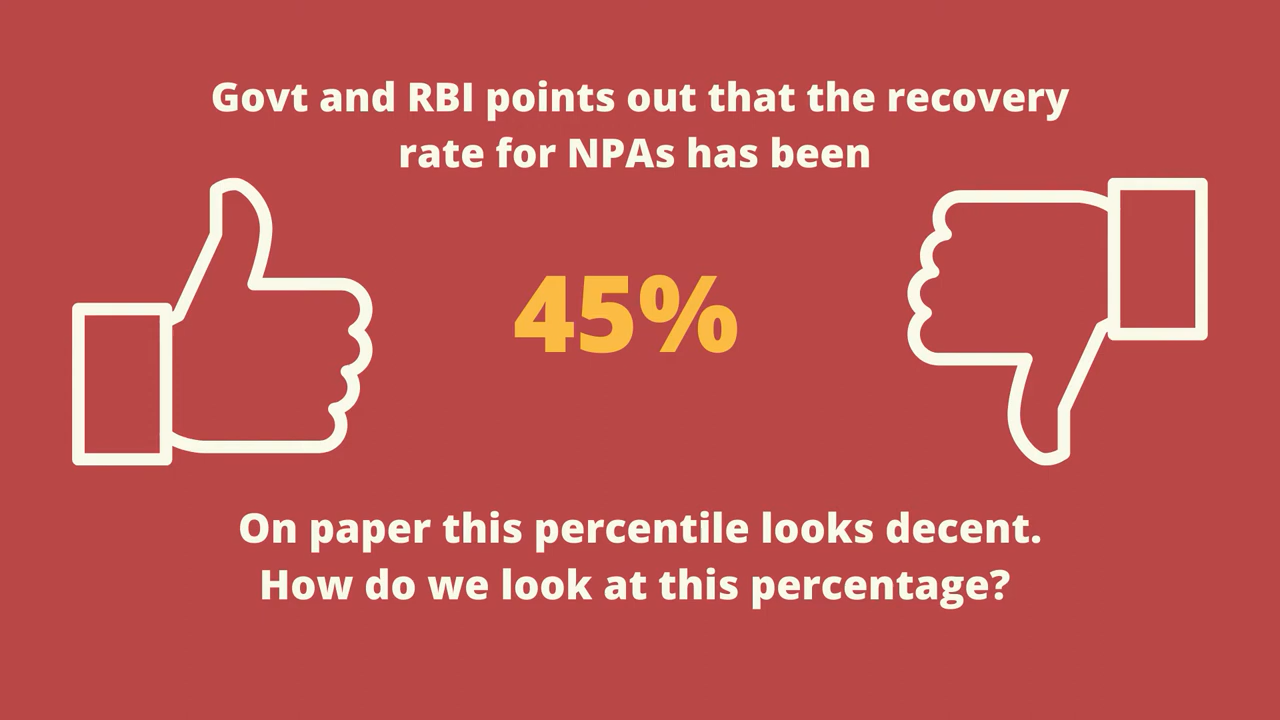 Govt and RBI points out that the recovery
rate for NPAs has been
45%
On paper this percentile looks decent.
How do we look at this percentage?